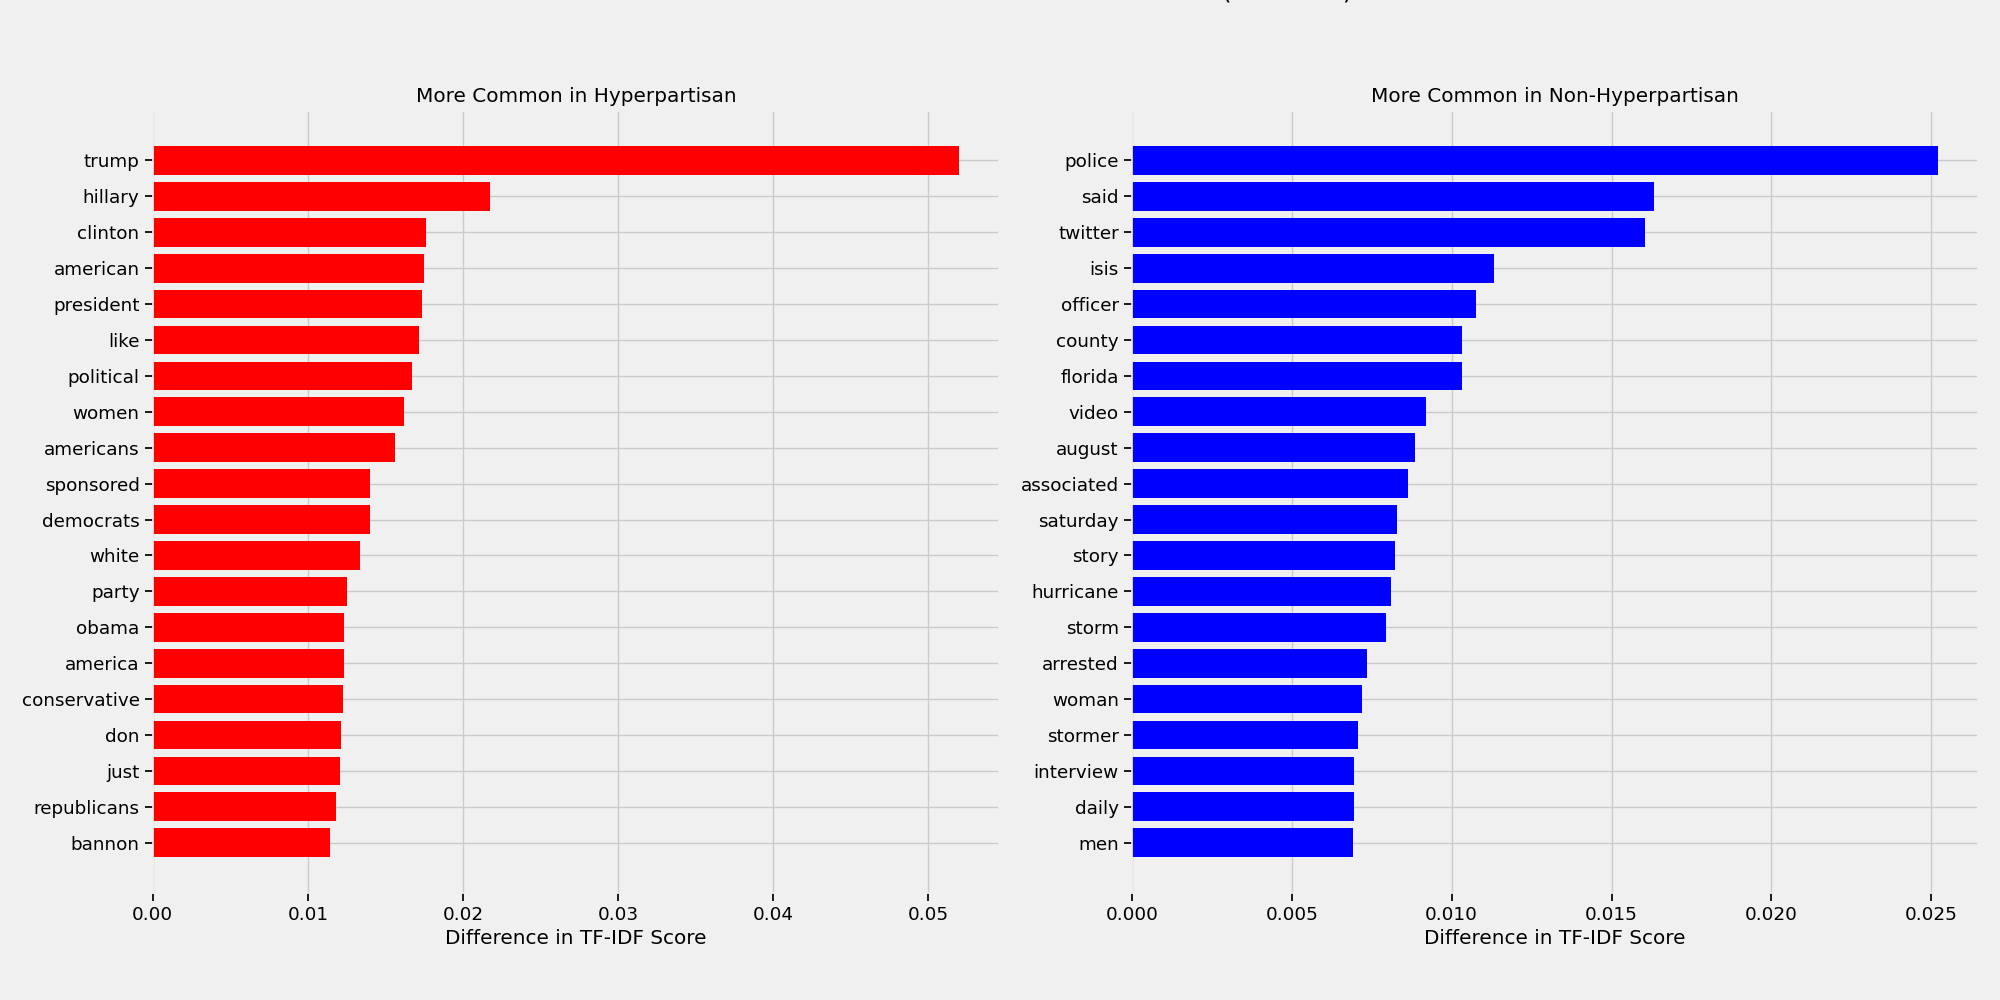 More Common in Hyperpartisan
trump
hillary
clinton
american
president
like
political
women
americans
sponsored
democrats
white
party
obama
america
conservative
don
just
republicans
bannon
0.00 0.01 0.02 0.03 0.04 0.05
Difference in TF-IDF Score
More Common in Non-Hyperpartisan
police
said
twitter
isis
officer
county
florida
video
august
associated
saturday
story
hurricane
storm
arrested
woman
stormer
interview
daily
men
0.000 0.005 0.010 0.015 0.020 0.025
Difference in TF-IDF Score